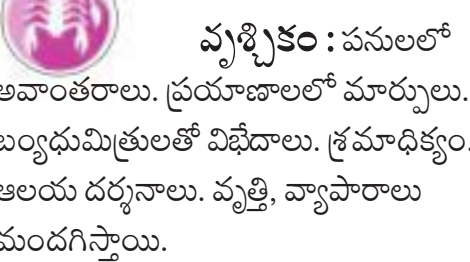 వృశ్చికం : పనులలో
అవాంతరాలు. ప్రయాణాలలో మార్పులు.
బంధుమిత్రులతో విభేదాలు. శ్రమాధిక్యం.
ఆలయ దర్శనాలు. వృత్తి, వ్యాపారాలు
మందగిస్తాయి.